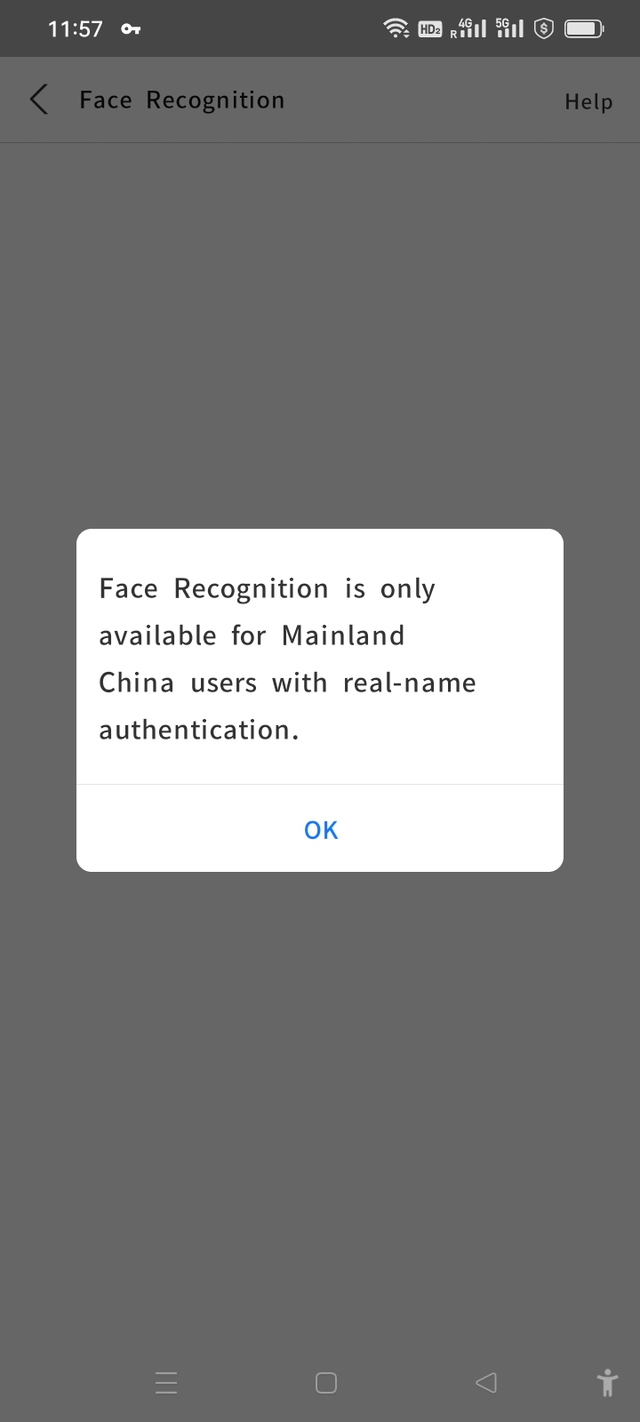 11:57
HD2 R 4G 5G
Face Recognition
Help
Face Recognition is only
available for Mainland
China users with real-name
authentication.
OK